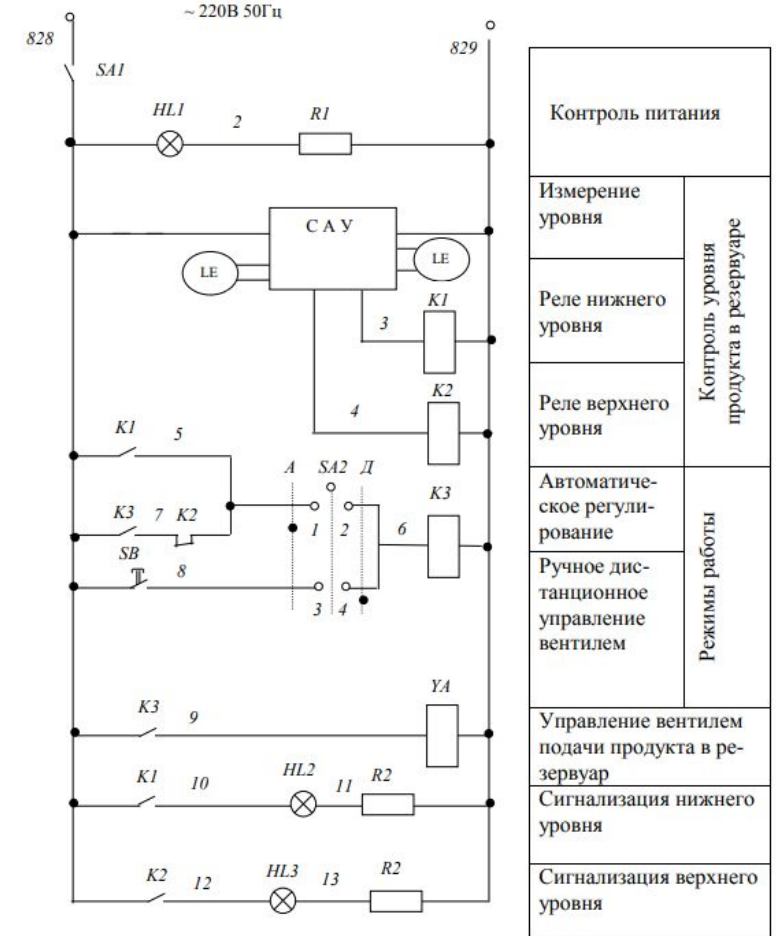 ~ 220В 50Гц
828
829
SA1
HL1
2
R1
Контроль питания
С А У
LE
LE
Измерение
уровня
K1
3
Реле нижнего
уровня
K2
4
Реле верхнего
уровня
Контроль уровня
продукта в резервуаре
K1
5
А
SA2
Д
K3
K3
7
K2
1
2
6
Автоматиче-
ское регули-
рование
SB
8
3
4
Ручное дис-
танционное
управление
вентилем
Режимы работы
K3
9
YA
Управление вентилем
подачи продукта в ре-
зервуар
K1
10
HL2
11
R2
Сигнализация нижнего
уровня
K2
12
HL3
13
R2
Сигнализация верхнего
уровня